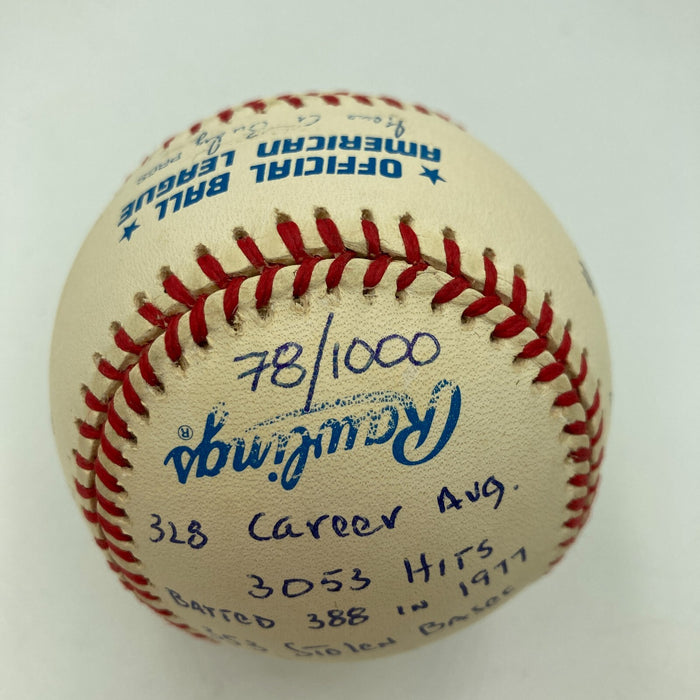 78/1000
Rawlings ®
328 Career Avg.
3053 Hits
Batted 388 in 1977
Stolen Bases
OFFICIAL BALL
AMERICAN LEAGUE